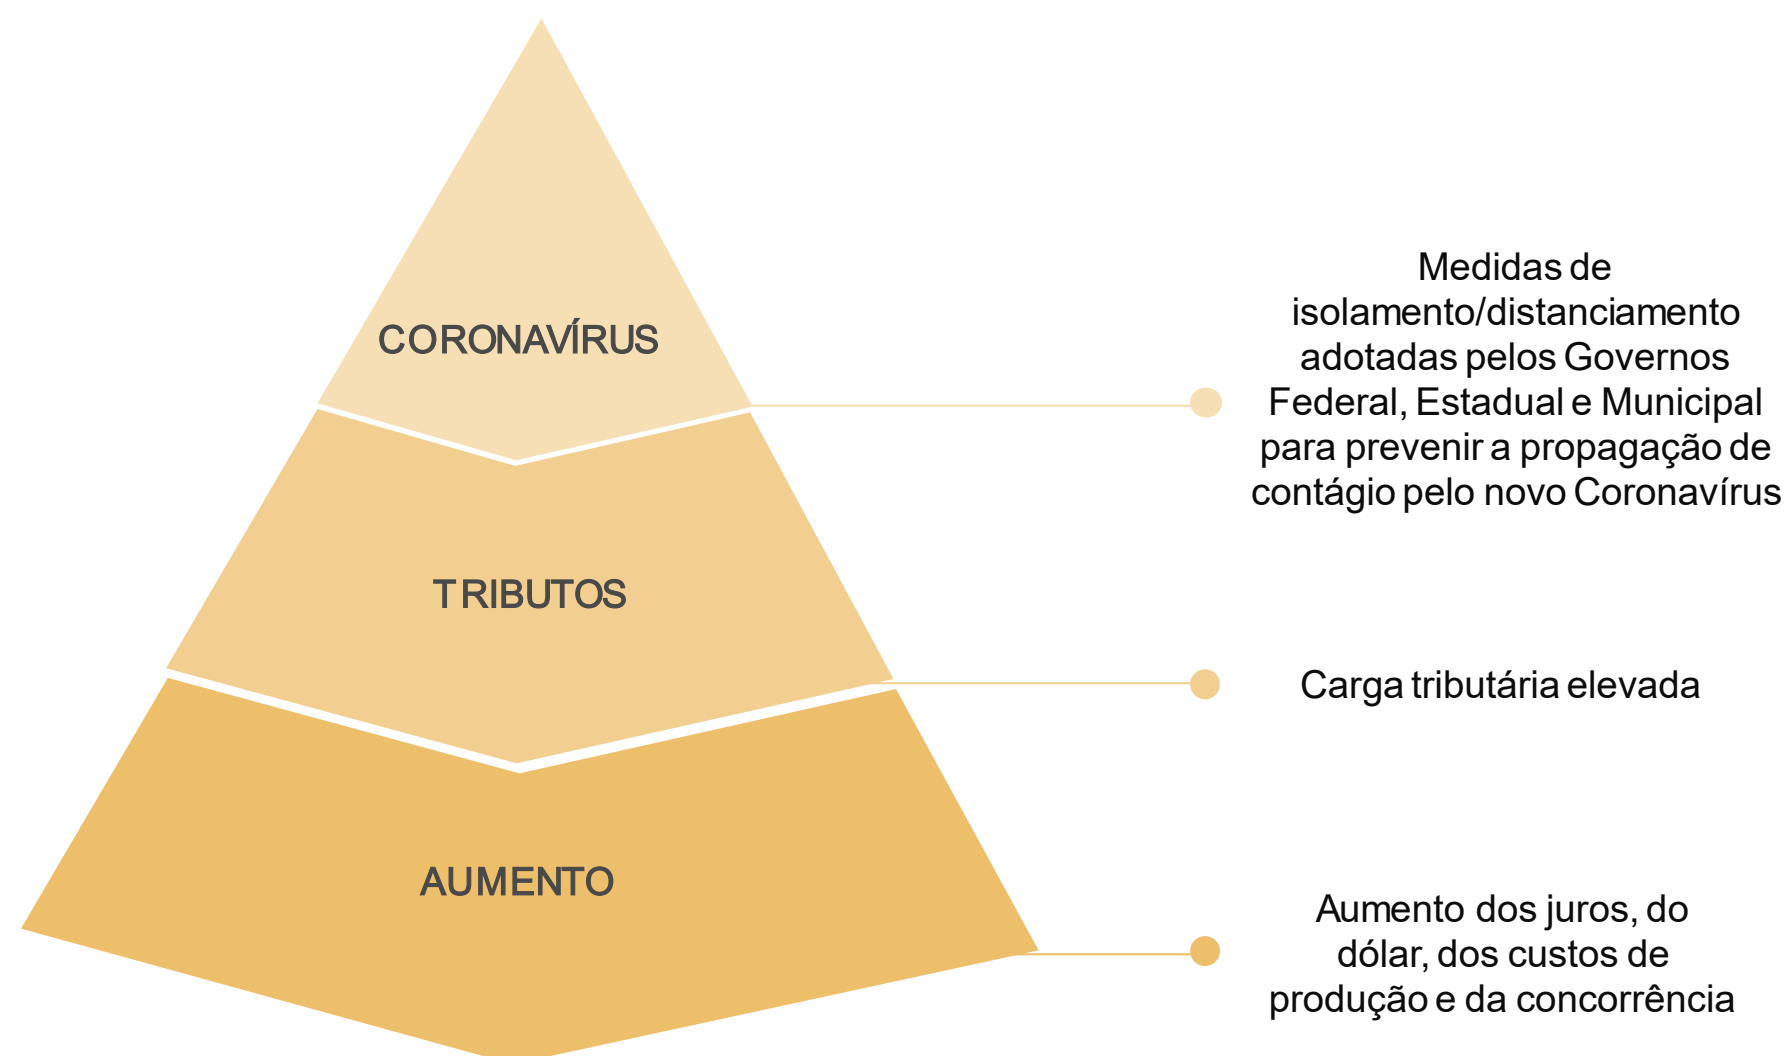 CORONAVÍRUS
Medidas de
isolamento/distanciamento
adotadas pelos Governos
Federal, Estadual e Municipal
para prevenir a propagação de
contágio pelo novo Coronavírus
TRIBUTOS
Carga tributária elevada
AUMENTO
Aumento dos juros, do
dólar, dos custos de
produção e da concorrência